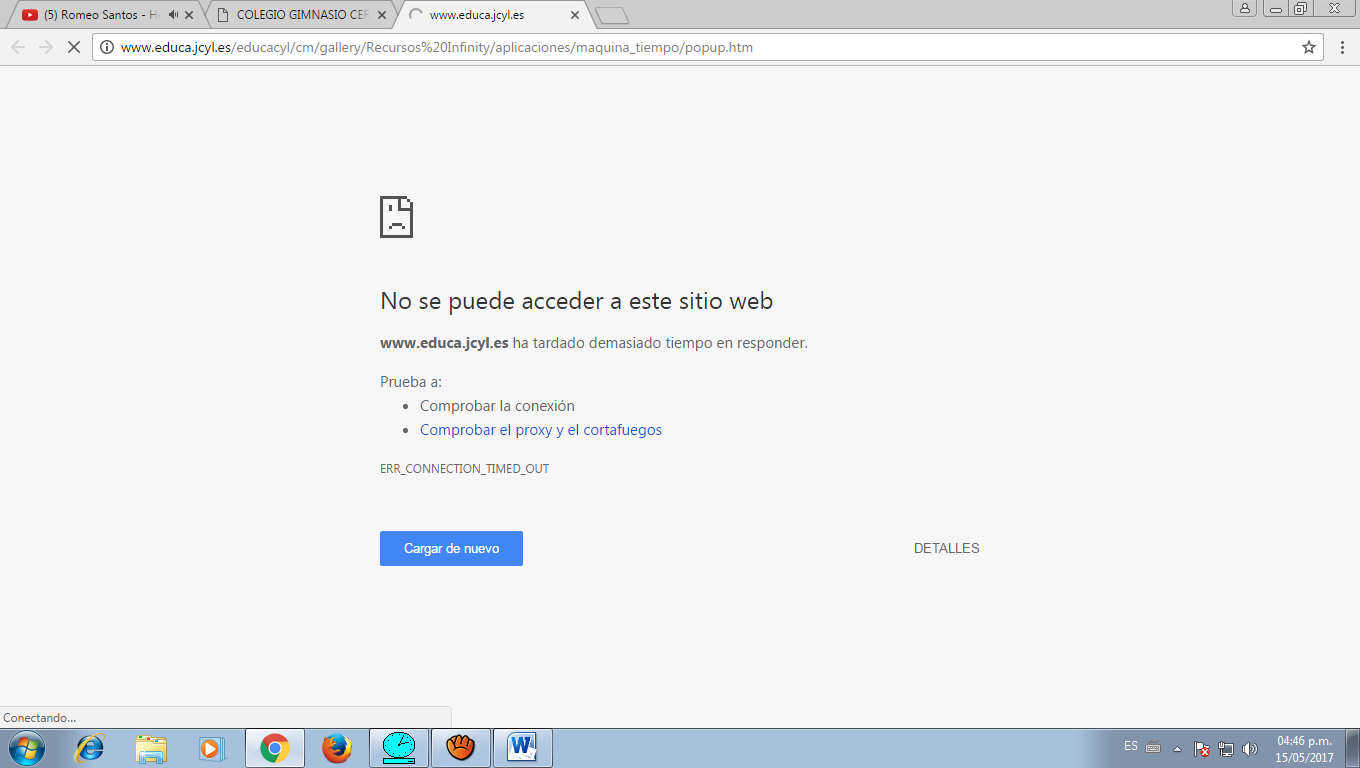 (5) Romeo Santos - H
COLEGIO GIMNASIO CER
www.educa.jcyl.es
www.educa.jcyl.es/educacyl/cm/gallery/Recursos%20Infinity/aplicaciones/maquina_tiempo/popup.htm
No se puede acceder a este sitio web
www.educa.jcyl.es ha tardado demasiado tiempo en responder.
Prueba a:
• Comprobar la conexión
• Comprobar el proxy y el cortafuegos
ERR_CONNECTION_TIMED_OUT
Cargar de nuevo
DETALLES
Conectando...
ES
04:46 p.m.
15/05/2017